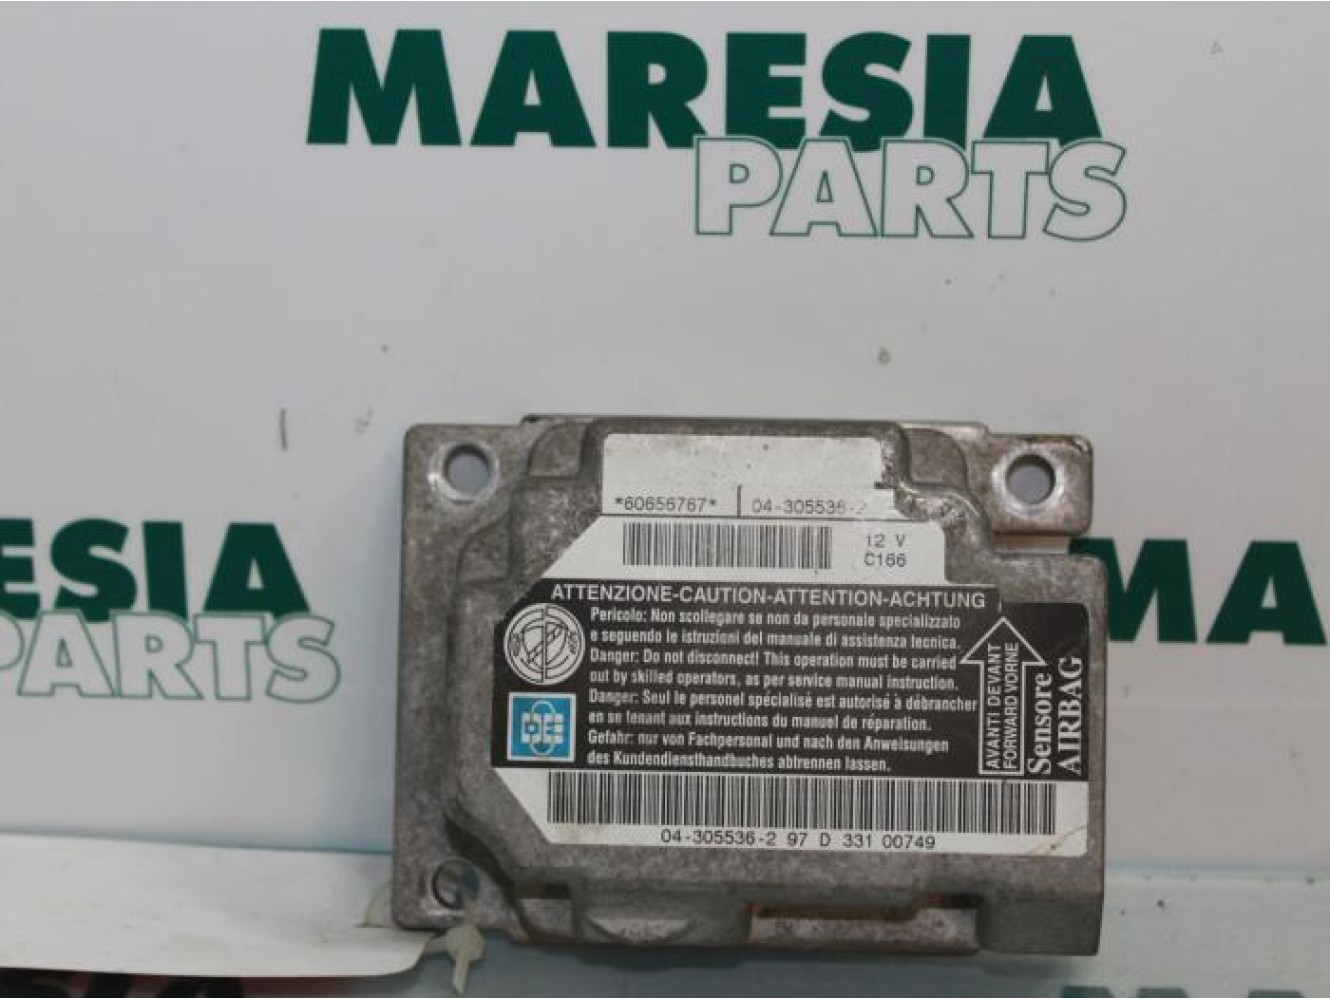 MARESIA
PARTS
*60656767* 04-305536-2
12 V
C166
ATTENZIONE-CAUTION-ATTENTION-ACHTUNG
Pericolo: Non scollegare se non da personale specializzato
e seguendo le istruzioni del manuale di assistenza tecnica.
Danger: Do not disconnect! This operation must be carried
out by skilled operators, as per service manual instruction.
Danger: Seul le personel spécialisé est autorisé à débrancher
en se tenant aux instructions du manuel de réparation.
Gefahr: nur von Fachpersonal und nach den Anweisungen
des Kundendiensthandbuches abtrennen lassen.
AVANTI DEVANT
FORWARD VORNE
Sensore
AIRBAG
04-305536-2 97 D 331 00749
ESIA
PARTS
MA